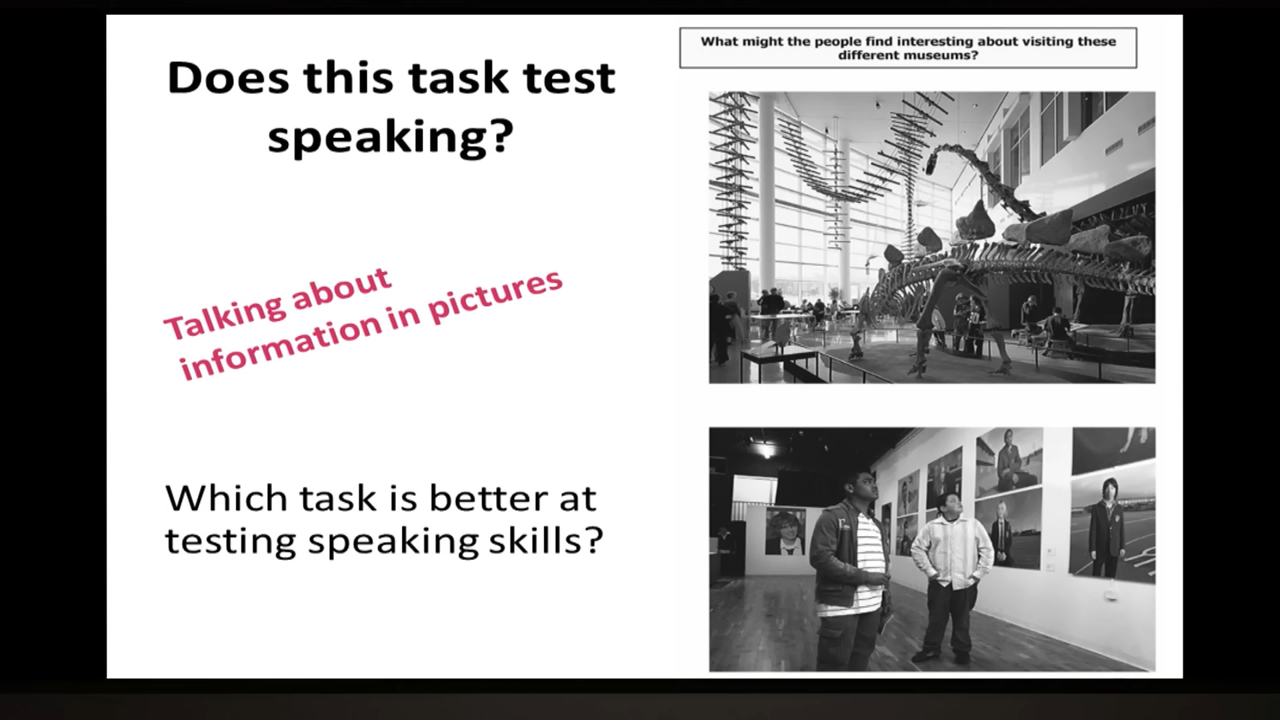 Does this task test
speaking?
Talking about
information in pictures
Which task is better at
testing speaking skills?
What might the people find interesting about visiting these
different museums?